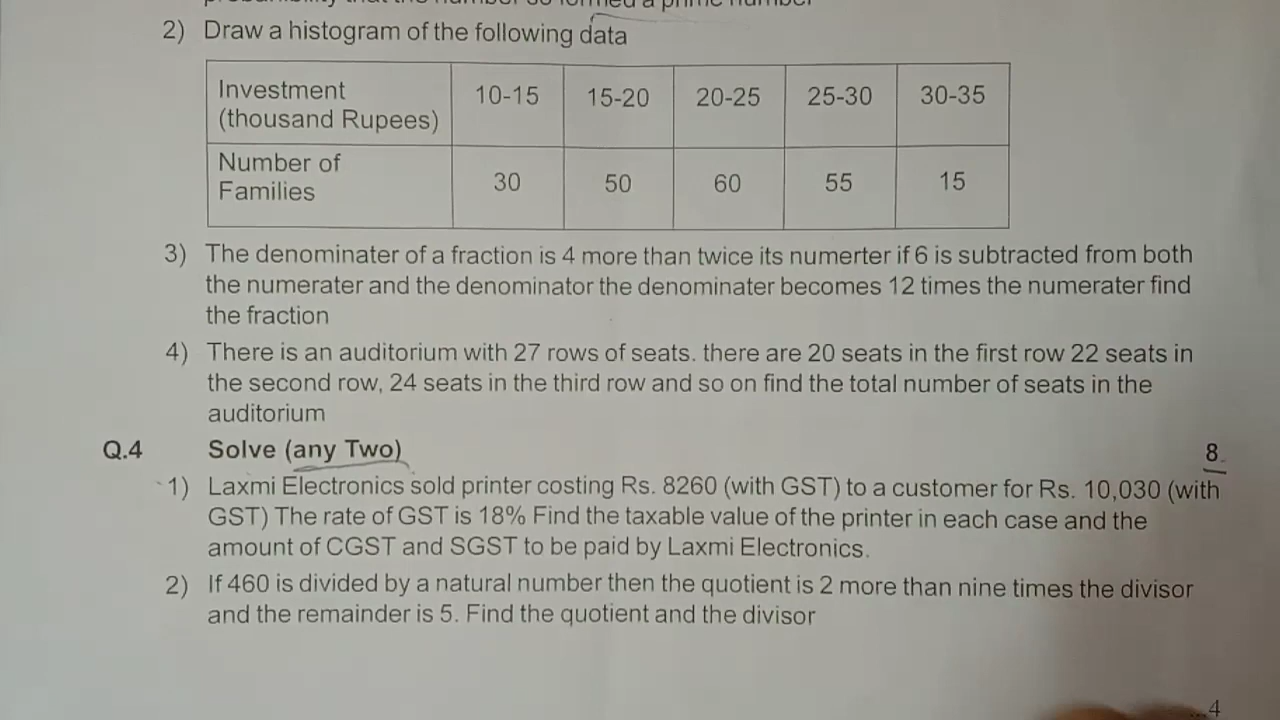 probability that the number so formed a prime number
2) Draw a histogram of the following data
Investment (thousand Rupees) 10-15 15-20 20-25 25-30 30-35
Number of Families 30 50 60 55 15
3) The denominater of a fraction is 4 more than twice its numerter if 6 is subtracted from both
the numerater and the denominator the denominater becomes 12 times the numerater find
the fraction
4) There is an auditorium with 27 rows of seats. there are 20 seats in the first row 22 seats in
the second row, 24 seats in the third row and so on find the total number of seats in the
auditorium
Q.4 Solve (any Two) 8
1) Laxmi Electronics sold printer costing Rs. 8260 (with GST) to a customer for Rs. 10,030 (with
GST) The rate of GST is 18% Find the taxable value of the printer in each case and the
amount of CGST and SGST to be paid by Laxmi Electronics.
2) If 460 is divided by a natural number then the quotient is 2 more than nine times the divisor
and the remainder is 5. Find the quotient and the divisor
...4